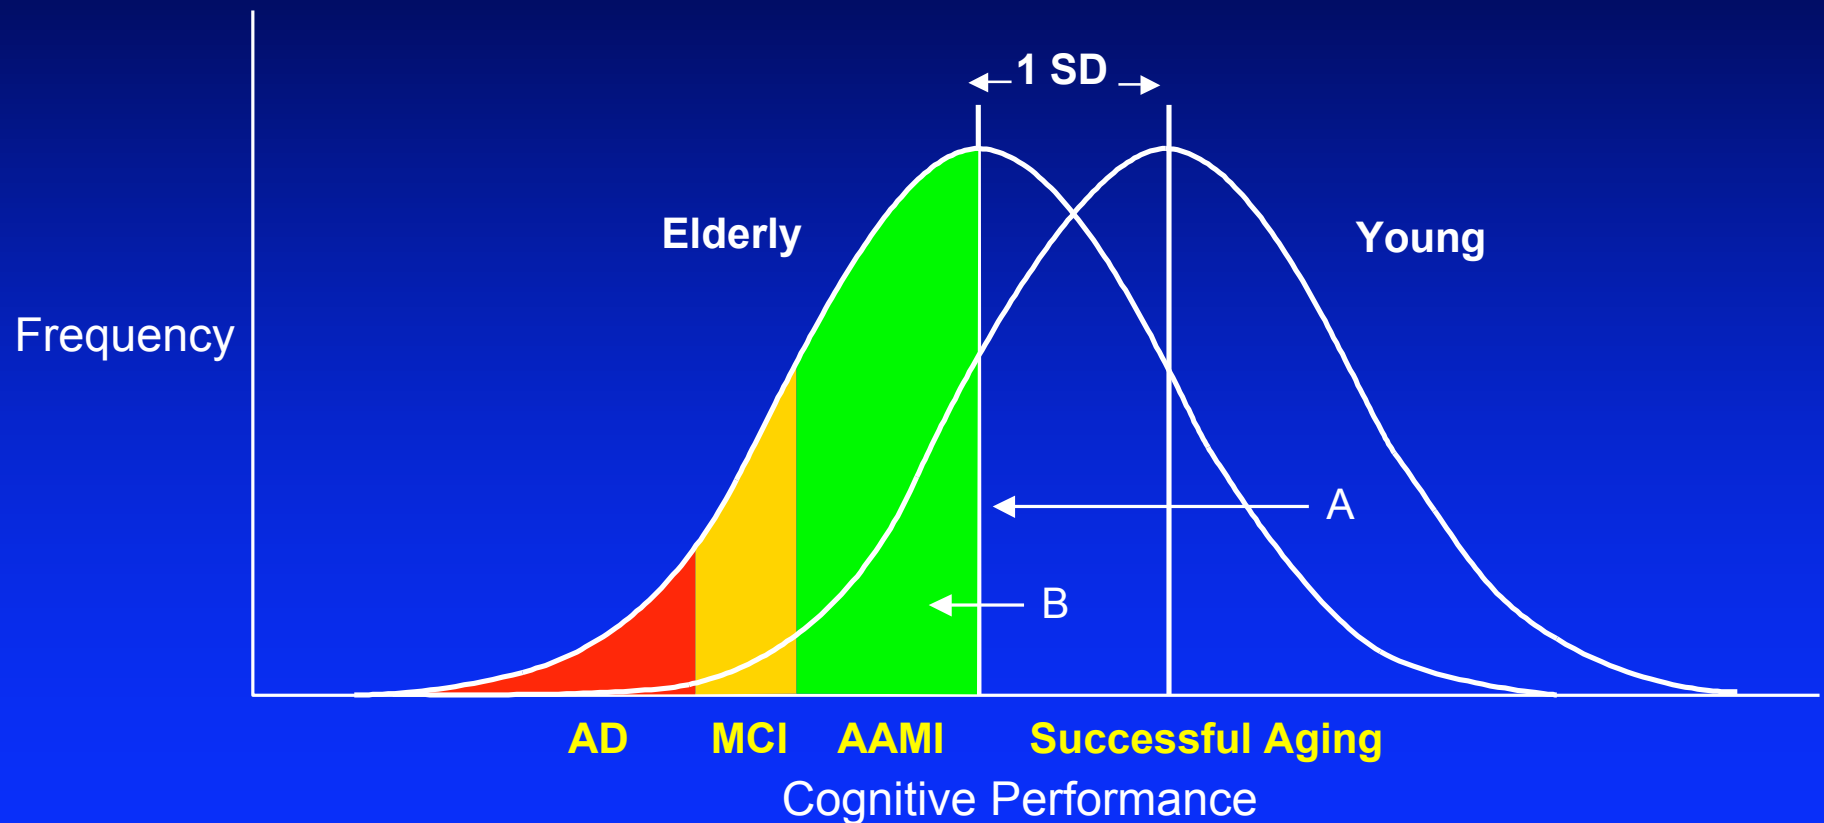 1 SD
Elderly
Young
Frequency
A
B
AD MCI AAMI Successful Aging
Cognitive Performance